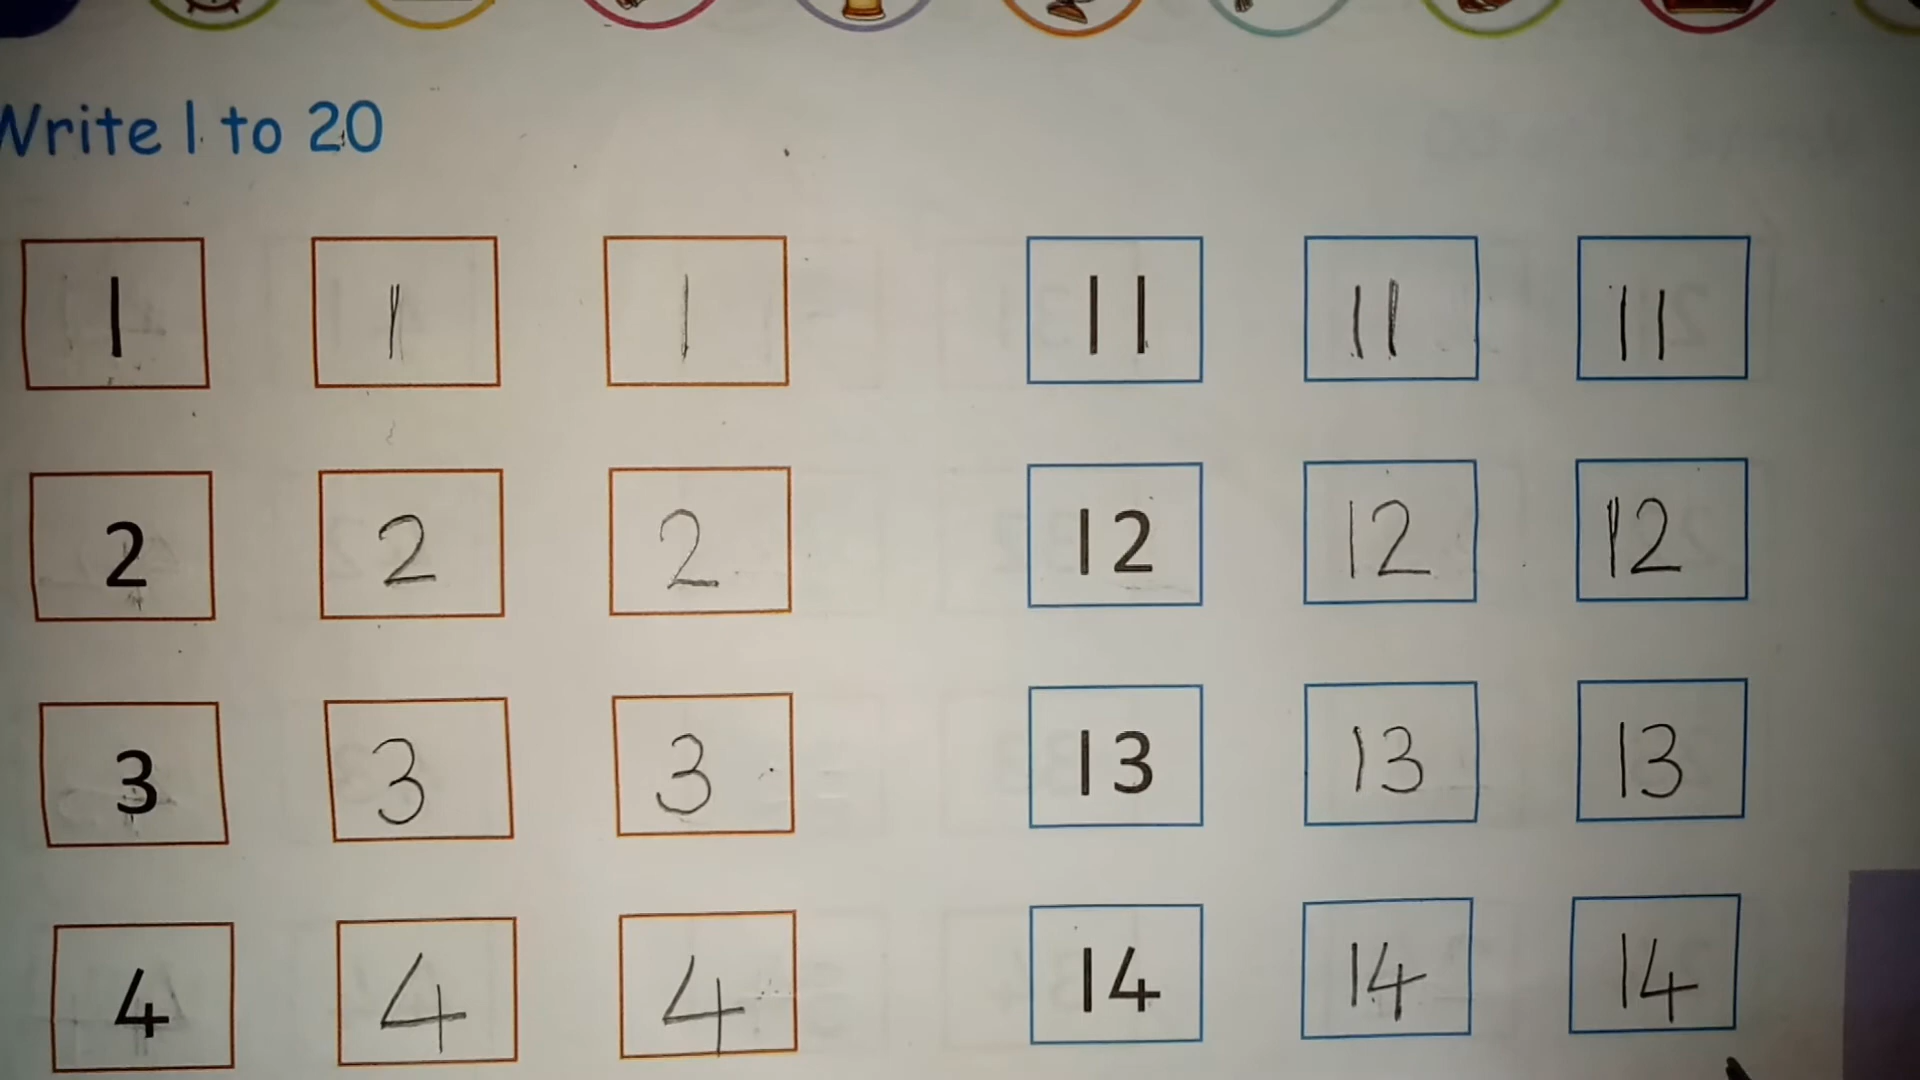 Write 1 to 20
1 1 1 11 11 11
2 2 2 12 12 12
3 3 3 13 13 13
4 4 4 14 14 14